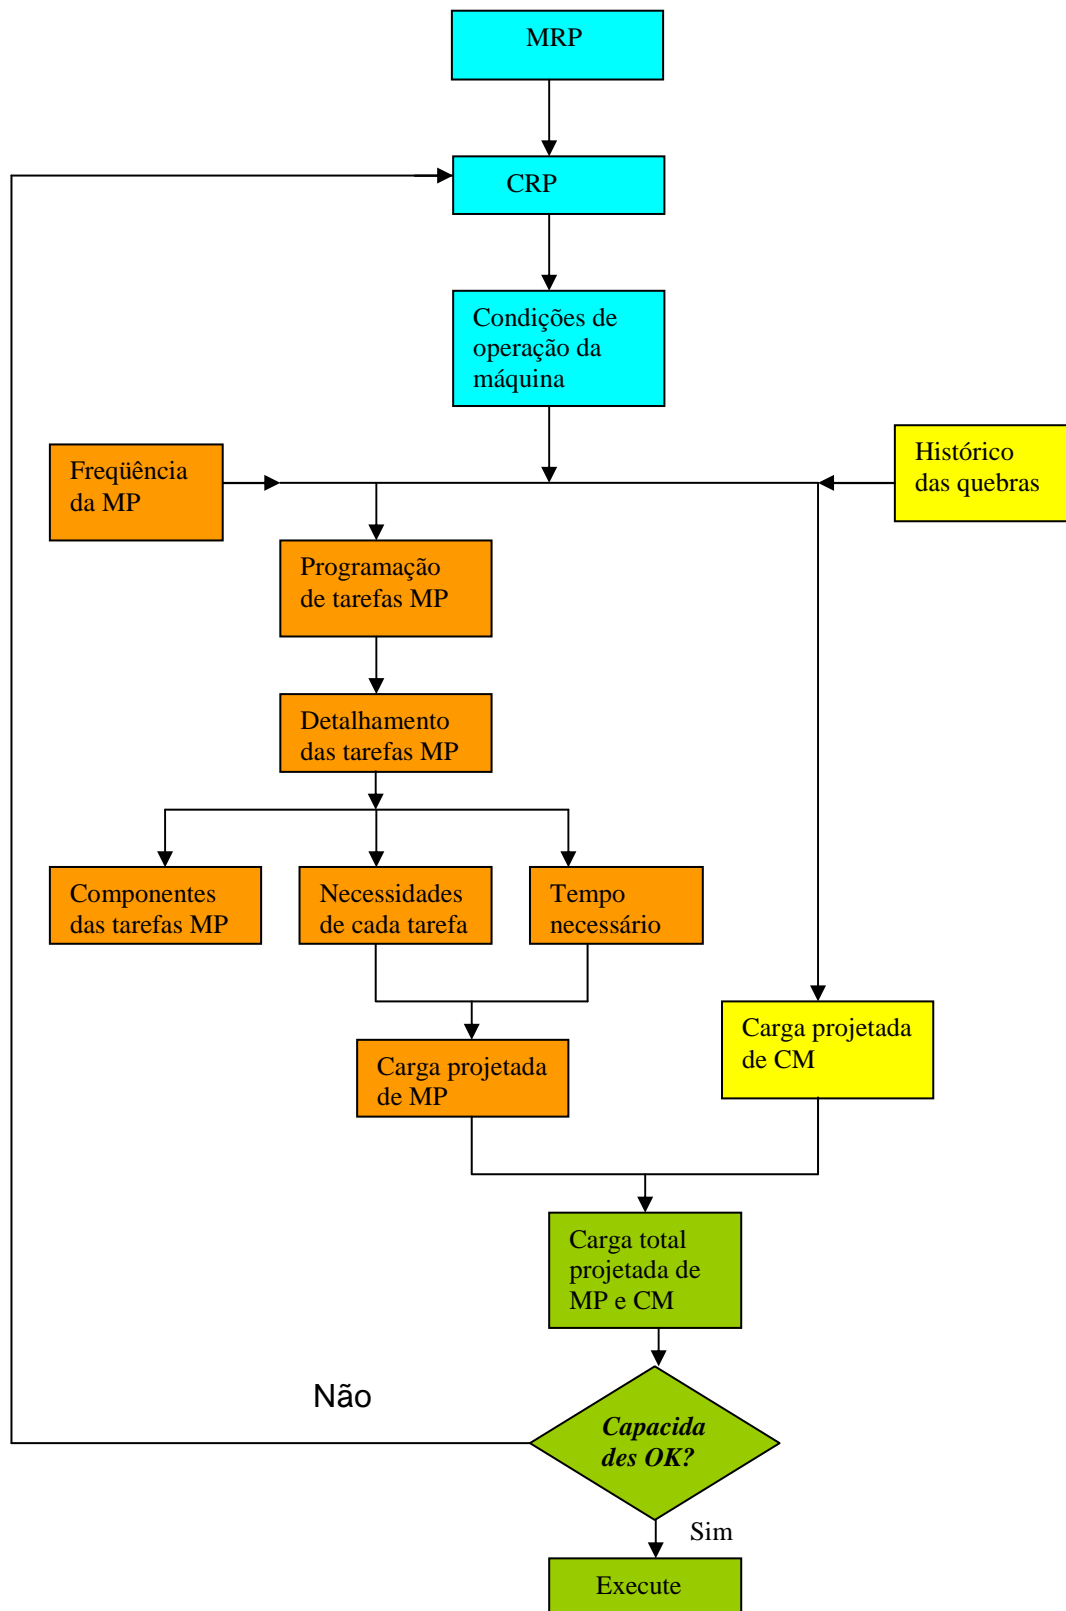 MRP
CRP
Condições de
operação da
máquina
Freqüência
da MP
Histórico
das quebras
Programação
de tarefas MP
Detalhamento
das tarefas MP
Componentes
das tarefas MP
Necessidades
de cada tarefa
Tempo
necessário
Carga projetada
de MP
Carga projetada
de CM
Carga total
projetada de
MP e CM
Não
Capacida
des OK?
Sim
Execute